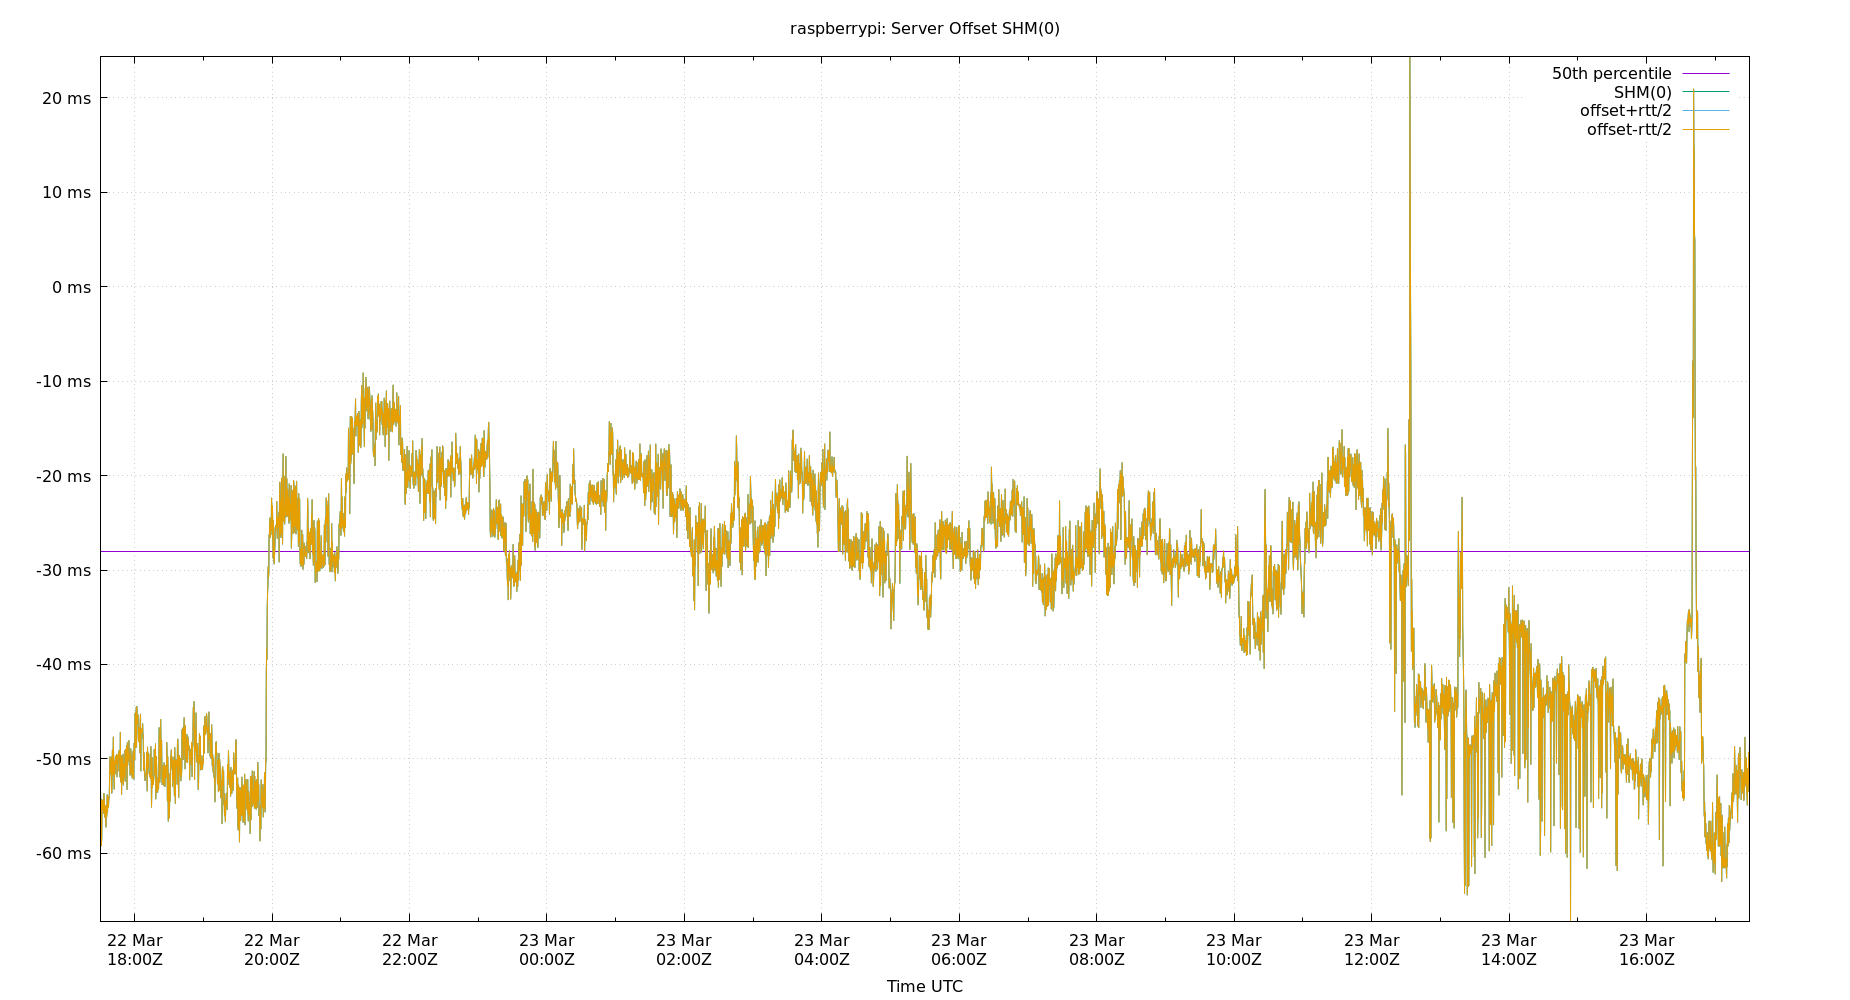 raspberrypi: Server Offset SHM(0)
50th percentile
SHM(0)
offset+rtt/2
offset-rtt/2
20 ms
10 ms
0 ms
-10 ms
-20 ms
-30 ms
-40 ms
-50 ms
-60 ms
22 Mar 22 Mar 22 Mar 23 Mar 23 Mar 23 Mar 23 Mar 23 Mar 23 Mar 23 Mar 23 Mar 23 Mar
18:00Z 20:00Z 22:00Z 00:00Z 02:00Z 04:00Z 06:00Z 08:00Z 10:00Z 12:00Z 14:00Z 16:00Z
Time UTC